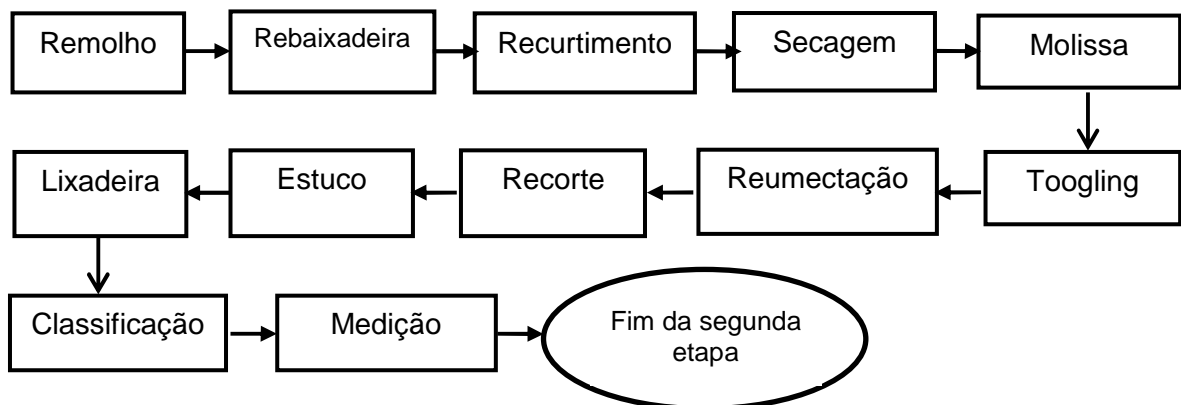 Remolho
Rebaixadeira
Recurtimento
Secagem
Molissa
Toogling
Reumectação
Recorte
Estuco
Lixadeira
Classificação
Medição
Fim da segunda
etapa